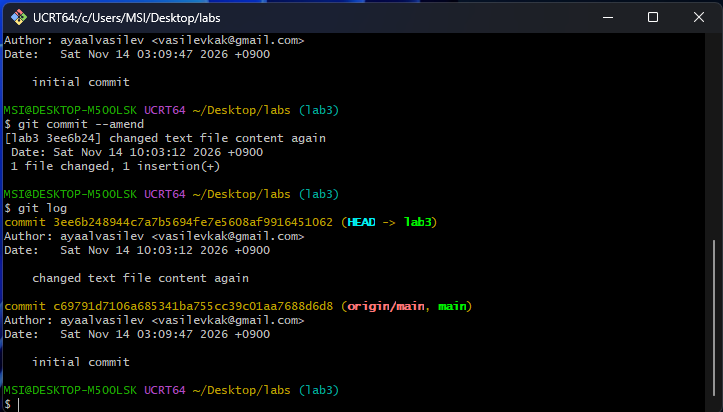 UCRT64:/c/Users/MSI/Desktop/labs
Author: ayaalvasilev <vasilevkak@gmail.com>
Date:   Sat Nov 14 03:09:47 2026 +0900
    initial commit
MSI@DESKTOP-M5OOLSK UCRT64 ~/Desktop/labs (lab3)
$ git commit --amend
[lab3 3ee6b24] changed text file content again
 Date: Sat Nov 14 10:03:12 2026 +0900
 1 file changed, 1 insertion(+)
MSI@DESKTOP-M5OOLSK UCRT64 ~/Desktop/labs (lab3)
$ git log
commit 3ee6b248944c7a7b5694fe7e5608af9916451062 (HEAD -> lab3)
Author: ayaalvasilev <vasilevkak@gmail.com>
Date:   Sat Nov 14 10:03:12 2026 +0900
    changed text file content again
commit c69791d7106a685341ba755cc39c01aa7688d6d8 (origin/main, main)
Author: ayaalvasilev <vasilevkak@gmail.com>
Date:   Sat Nov 14 03:09:47 2026 +0900
    initial commit
MSI@DESKTOP-M5OOLSK UCRT64 ~/Desktop/labs (lab3)
$